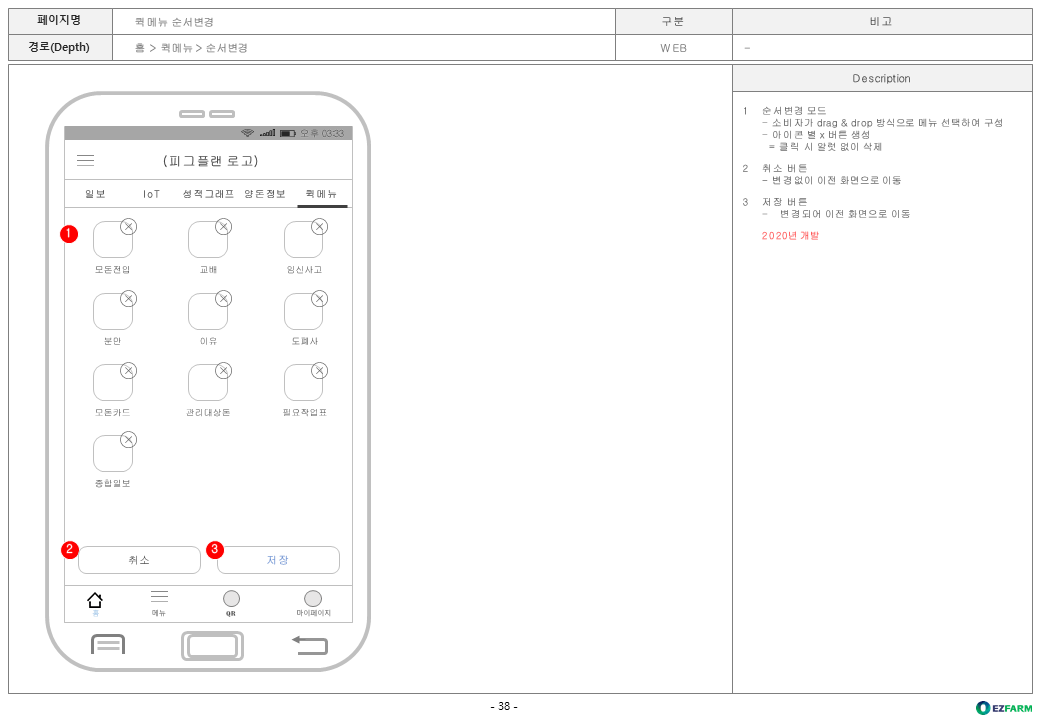 페이지명 퀵메뉴 순서변경 구분 비고
경로(Depth) 홈 > 퀵메뉴 > 순서변경 WEB -
Description
오후 03:33
(피그플랜 로고)
일보 IoT 성적그래프 양돈정보 퀵메뉴
1
모돈전입 교배 임신사고
분만 이유 도폐사
모돈카드 관리대상돈 필요작업표
종합일보
2 취소 3 저장
홈 메뉴 QR 마이페이지
1 순서변경 모드
- 소비자가 drag & drop 방식으로 메뉴 선택하여 구성
- 아이콘 별 x 버튼 생성
= 클릭 시 알럿 없이 삭제
2 취소 버튼
- 변경없이 이전 화면으로 이동
3 저장 버튼
- 변경되어 이전 화면으로 이동
2020년 개발
- 38 -
EZFARM